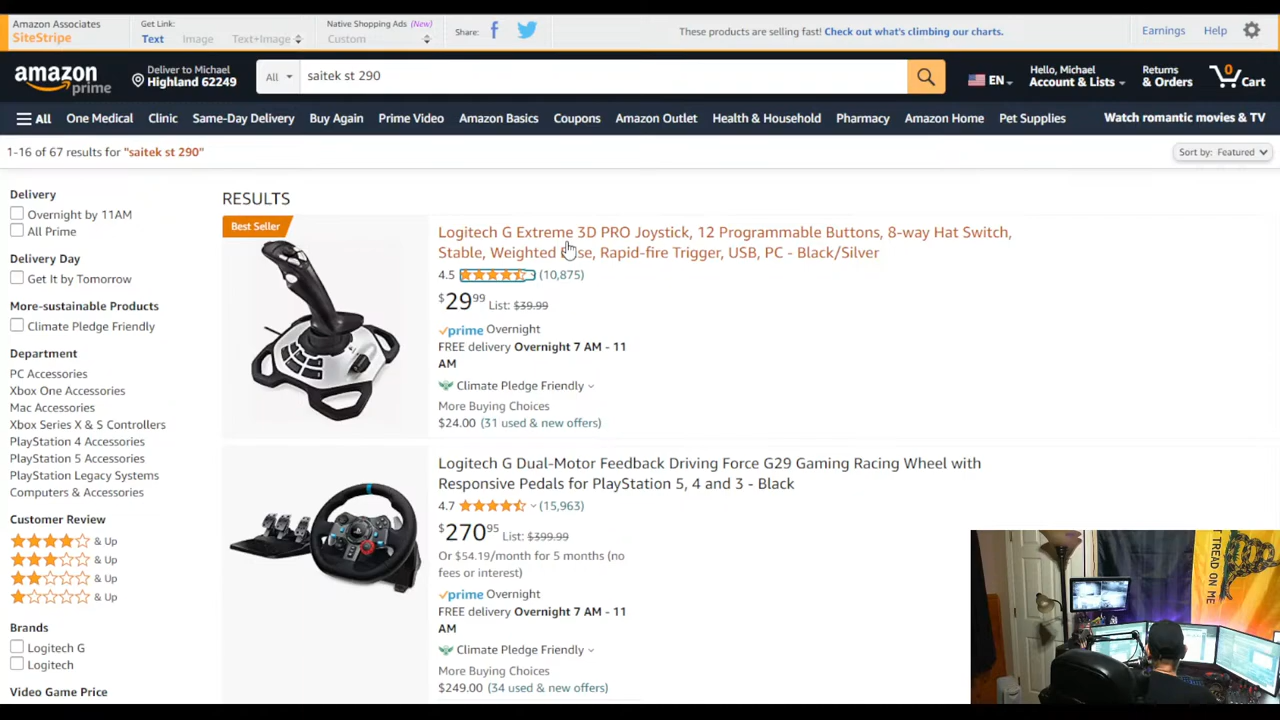 Amazon Associates
SiteStripe
Get Link:
Text Image Text+Image
Native Shopping Ads (New)
Custom
Share:
These products are selling fast! Check out what's climbing our charts.
Earnings Help
amazon prime
Deliver to Michael
Highland 62249
All
saitek st 290
EN
Hello, Michael
Account & Lists
Returns
& Orders
0
Cart
All One Medical Clinic Same-Day Delivery Buy Again Prime Video Amazon Basics Coupons Amazon Outlet Health & Household Pharmacy Amazon Home Pet Supplies Watch romantic movies & TV
1-16 of 67 results for "saitek st 290"
Sort by: Featured
Delivery
Overnight by 11AM
All Prime
Delivery Day
Get It by Tomorrow
More-sustainable Products
Climate Pledge Friendly
Department
PC Accessories
Xbox One Accessories
Mac Accessories
Xbox Series X & S Controllers
PlayStation 4 Accessories
PlayStation 5 Accessories
PlayStation Legacy Systems
Computers & Accessories
Customer Review
& Up
& Up
& Up
& Up
Brands
Logitech G
Logitech
Video Game Price
RESULTS
Best Seller
Logitech G Extreme 3D PRO Joystick, 12 Programmable Buttons, 8-way Hat Switch,
Stable, Weighted Base, Rapid-fire Trigger, USB, PC - Black/Silver
4.5 (10,875)
$29.99 List: $39.99
prime Overnight
FREE delivery Overnight 7 AM - 11
AM
Climate Pledge Friendly
More Buying Choices
$24.00 (31 used & new offers)
Logitech G Dual-Motor Feedback Driving Force G29 Gaming Racing Wheel with
Responsive Pedals for PlayStation 5, 4 and 3 - Black
4.7 (15,963)
$270.95 List: $399.99
Or $54.19/month for 5 months (no
fees or interest)
prime Overnight
FREE delivery Overnight 7 AM - 11
AM
Climate Pledge Friendly
More Buying Choices
$249.00 (34 used & new offers)
TREAD ON ME